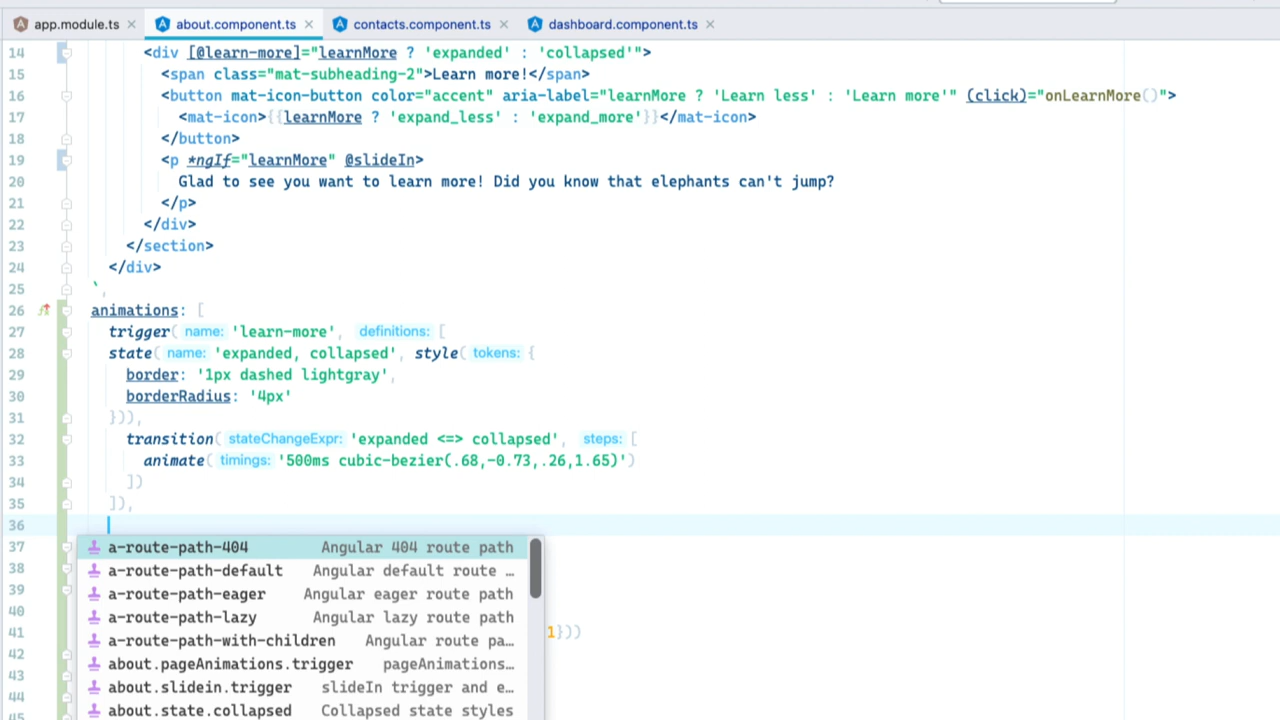 app.module.ts × about.component.ts × contacts.component.ts × dashboard.component.ts ×
14 <div [@learn-more]="learnMore ? 'expanded' : 'collapsed'">
15 <span class="mat-subheading-2">Learn more!</span>
16 <button mat-icon-button color="accent" aria-label="learnMore ? 'Learn less' : 'Learn more'" (click)="onLearnMore()">
17 <mat-icon>{{learnMore ? 'expand_less' : 'expand_more'}}</mat-icon>
18 </button>
19 <p *ngIf="learnMore" @slideIn>
20 Glad to see you want to learn more! Did you know that elephants can't jump?
21 </p>
22 </div>
23 </section>
24 </div>
25 `,
26 animations: [
27 trigger( name: 'learn-more', definitions: [
28 state( name: 'expanded, collapsed', style( tokens: {
29 border: '1px dashed lightgray',
30 borderRadius: '4px'
31 })),
32 transition( stateChangeExpr: 'expanded <=> collapsed', steps: [
33 animate( timings: '500ms cubic-bezier(.68,-0.73,.26,1.65)')
34 ])
35 ]),
36
37 a-route-path-404 Angular 404 route path
38 a-route-path-default Angular default route …
39 a-route-path-eager Angular eager route path
40 a-route-path-lazy Angular lazy route path
41 a-route-path-with-children Angular route pa… 1}))
42 about.pageAnimations.trigger pageAnimations…
43 about.slidein.trigger slideIn trigger and e…
44 about.state.collapsed Collapsed state styles
45